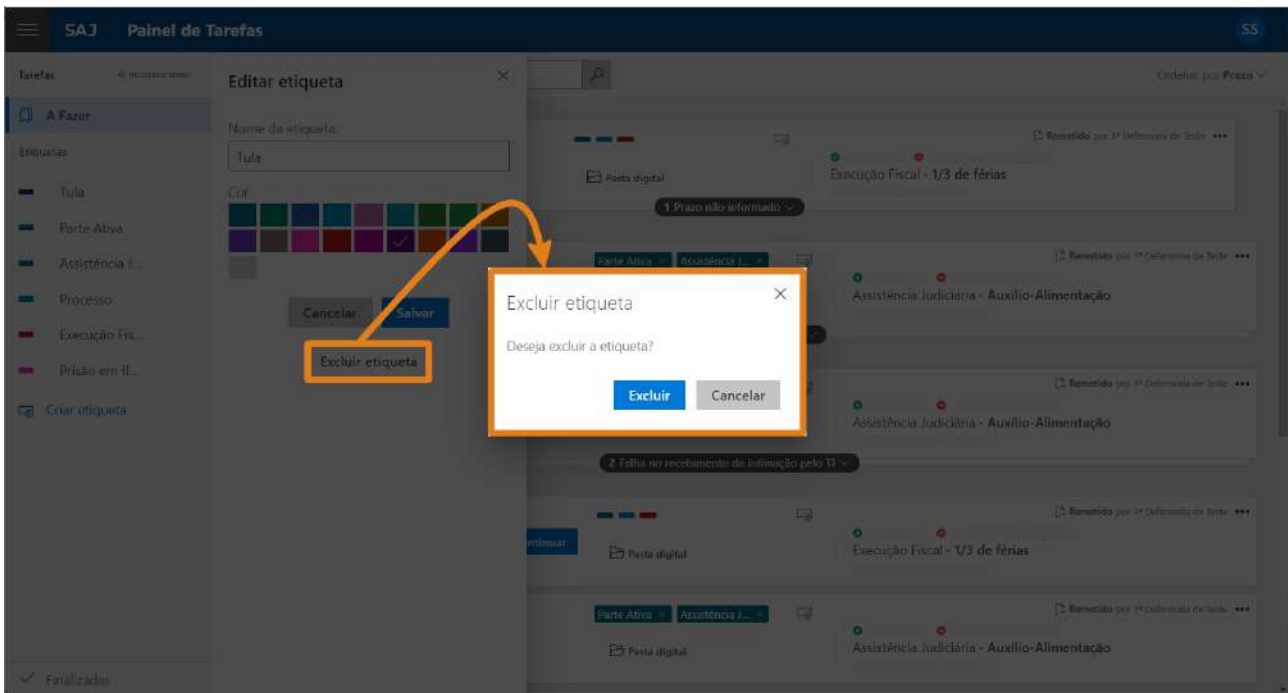 SAJ Painel de Tarefas
SS
Tarefas
Editar etiqueta
Ordenar por Prazo
A Fazer
Nome da etiqueta:
Remetido por 1ª Defensoria de Teste
Etiquetas
Tula
Pasta digital
Execução Fiscal - 1/3 de férias
Tula
Cor
1 Prazo não informado
Parte Ativa
Assistência J...
Parte Ativa × Assistência J... ×
Remetido por 1ª Defensoria de Teste
Assistência Judiciária - Auxílio-Alimentação
Processo
Cancelar
Salvar
Excluir etiqueta
Execução Fis...
Deseja excluir a etiqueta?
Excluir etiqueta
Prisão em fl...
Excluir
Cancelar
Remetido por 1ª Defensoria de Teste
Criar etiqueta
Assistência Judiciária - Auxílio-Alimentação
2 Falha no recebimento da intimação pelo TJ
Remetido por 1ª Defensoria de Teste
ntinuar
Pasta digital
Execução Fiscal - 1/3 de férias
Parte Ativa × Assistência J... ×
Remetido por 1ª Defensoria de Teste
Pasta digital
Assistência Judiciária - Auxílio-Alimentação
Finalizadas